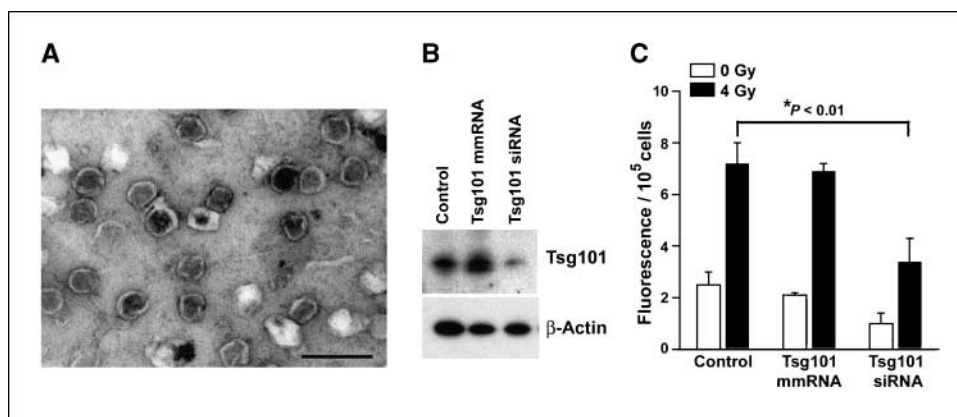 A
B
Control
Tsg101 mmRNA
Tsg101 siRNA
Tsg101
β-Actin
C
0 Gy
4 Gy
*P < 0.01
Fluorescence / 10⁵ cells
10
8
6
4
2
0
Control
Tsg101
mmRNA
Tsg101
siRNA